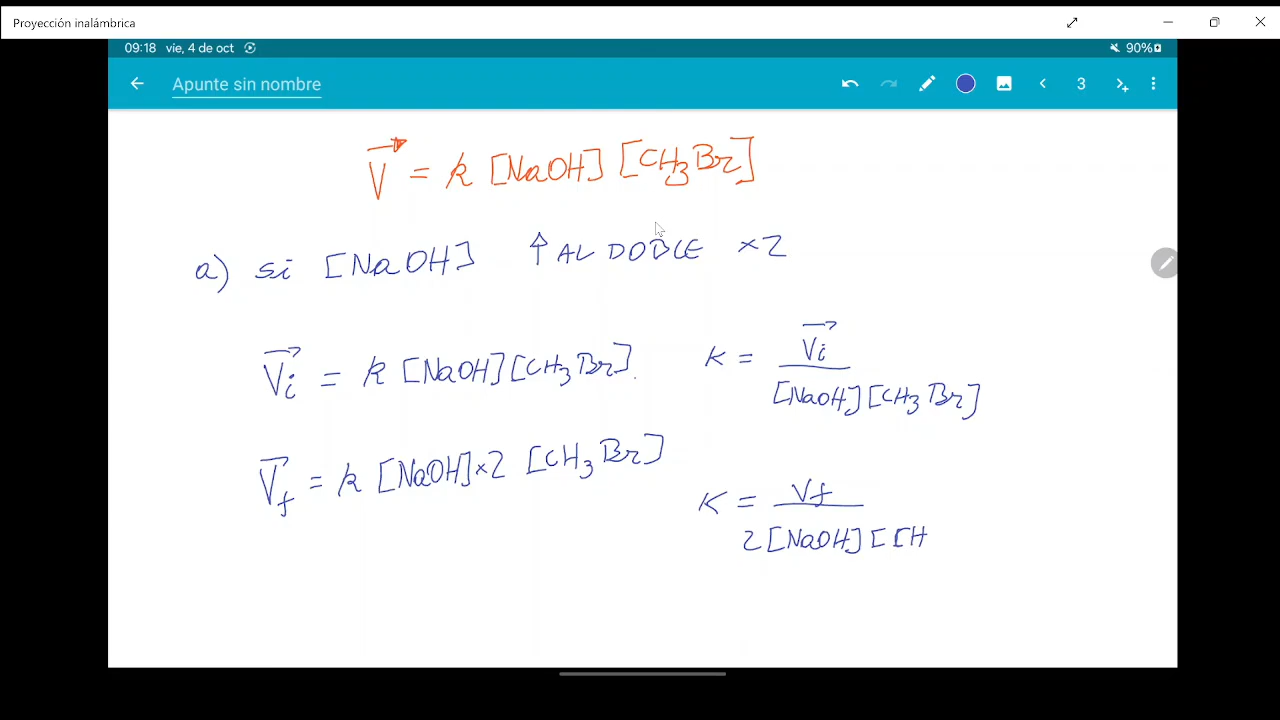 Proyección inalámbrica
09:18 vie, 4 de oct 90%
Apunte sin nombre 3
V = k [NaOH] [CH3Br]
a) si [NaOH] ↑ AL DOBLE ×2
Vi = k [NaOH][CH3Br].
K = Vi / [NaOH][CH3Br]
Vf = k [NaOH]×2 [CH3Br]
K = Vf / 2[NaOH][CH